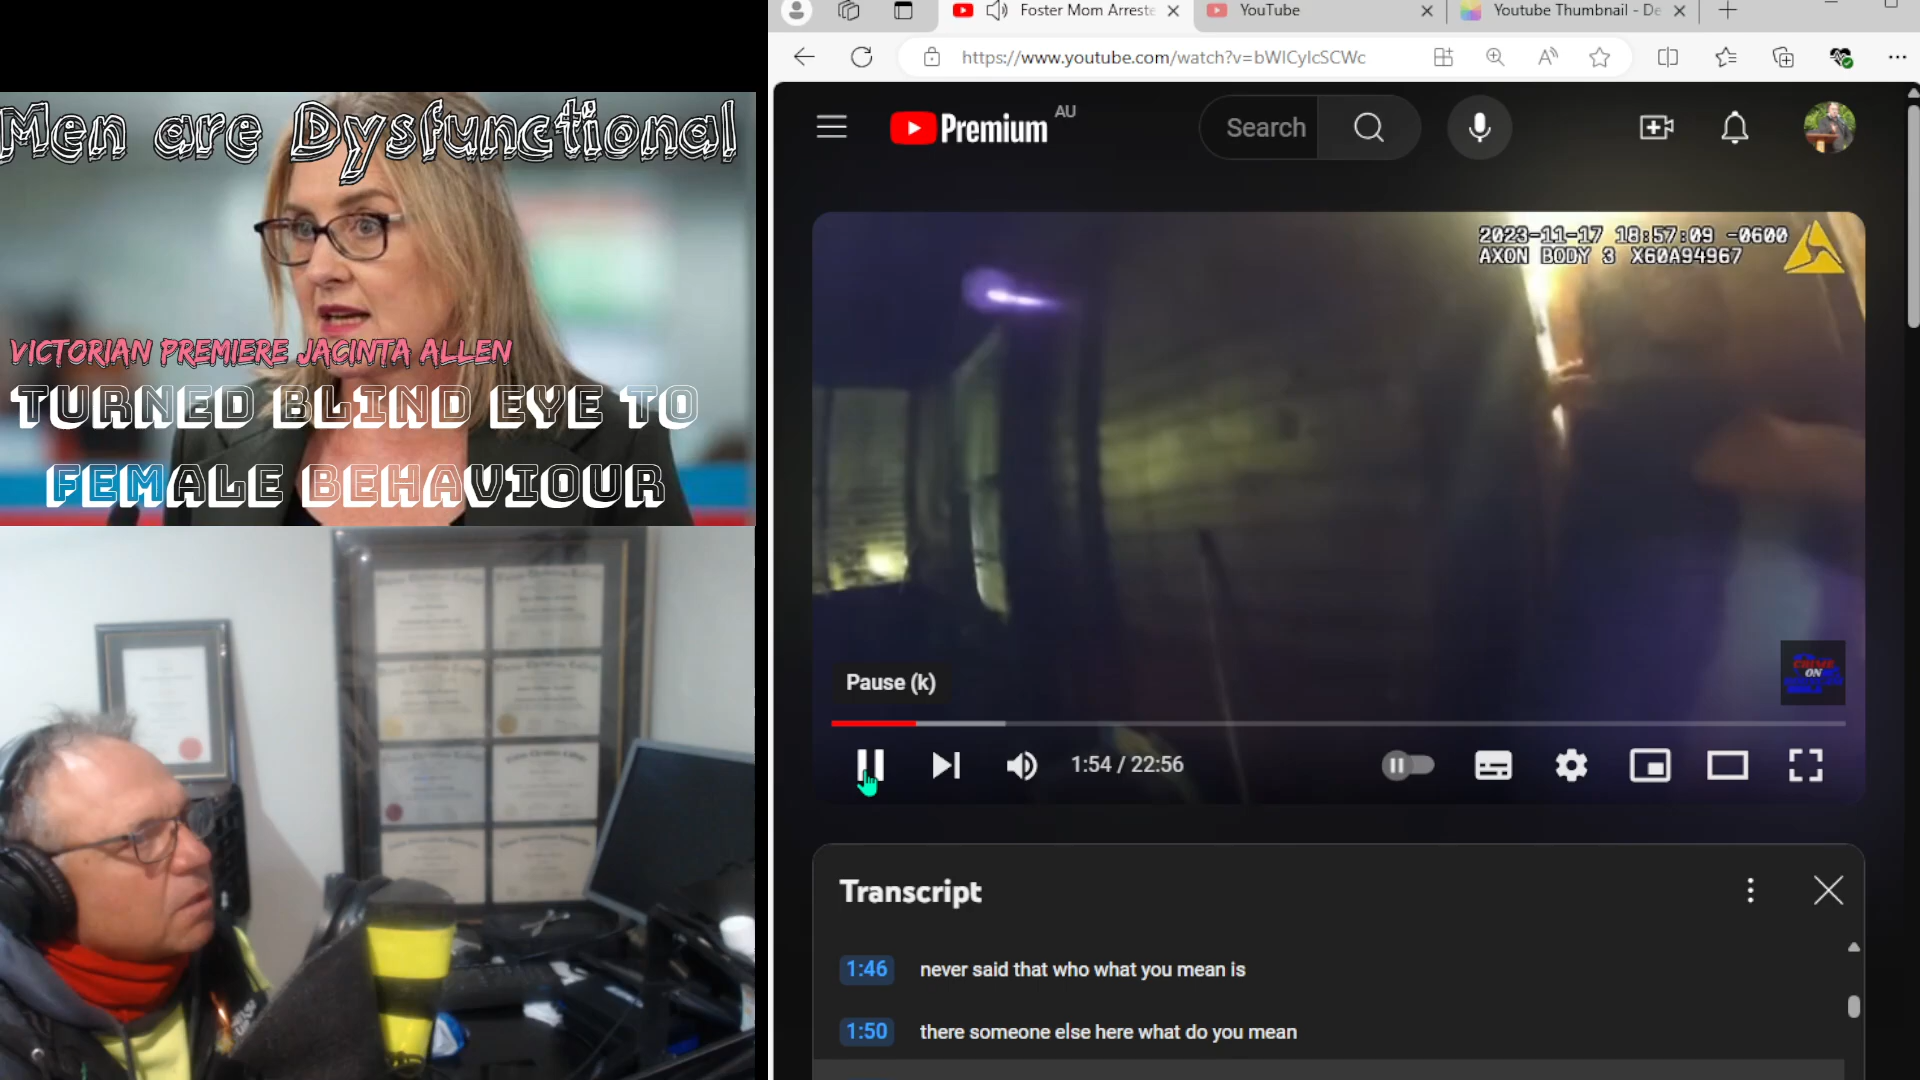 Foster Mom Arreste
YouTube
Youtube Thumbnail - De
https://www.youtube.com/watch?v=bWICyIcSCWc
Men are Dysfunctional
VICTORIAN PREMIERE JACINTA ALLEN
TURNED BLIND EYE TO
FEMALE BEHAVIOUR
Premium AU
Search
2023-11-17 18:57:09 -0600
AXON BODY 3 X60A94967
CRIME
ON
Pause (k)
1:54 / 22:56
Transcript
1:46 never said that who what you mean is
1:50 there someone else here what do you mean